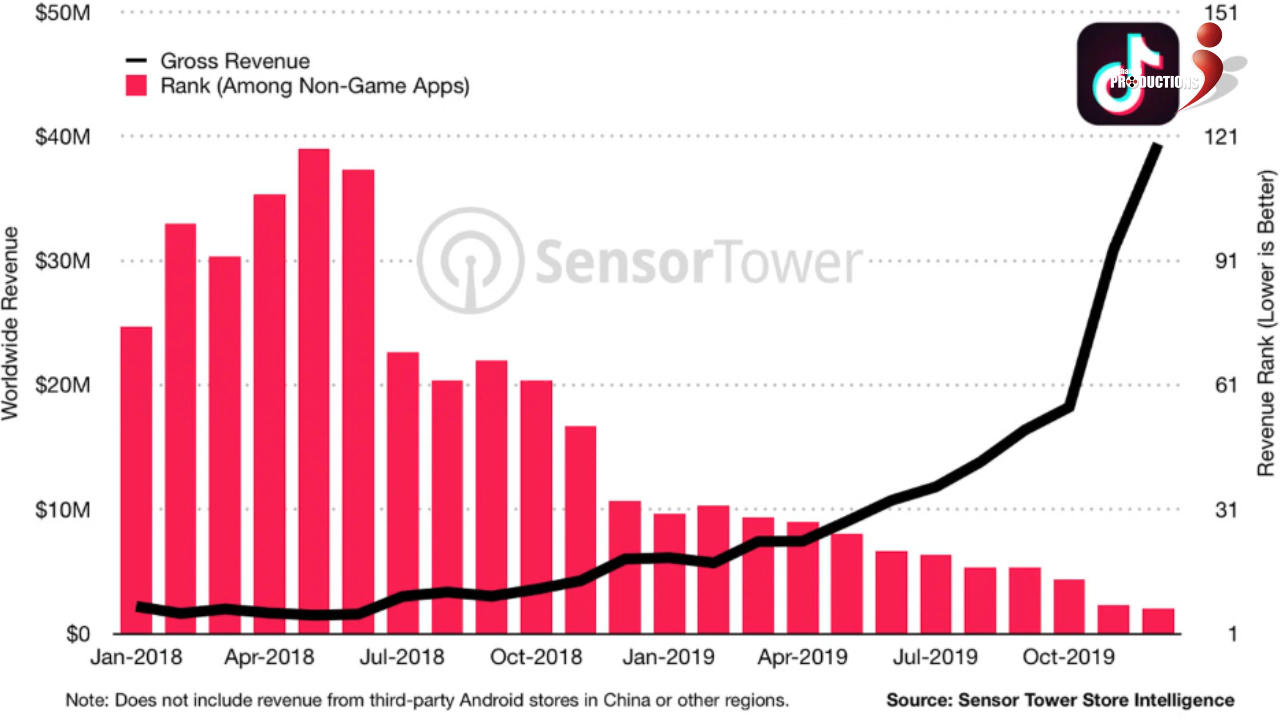 $50M
151
Gross Revenue
Rank (Among Non-Game Apps)
PRODUCTIONS
$40M
121
Worldwide Revenue
Revenue Rank (Lower is Better)
SensorTower
$30M
91
$20M
61
$10M
31
$0
1
Jan-2018 Apr-2018 Jul-2018 Oct-2018 Jan-2019 Apr-2019 Jul-2019 Oct-2019
Note: Does not include revenue from third-party Android stores in China or other regions.
Source: Sensor Tower Store Intelligence